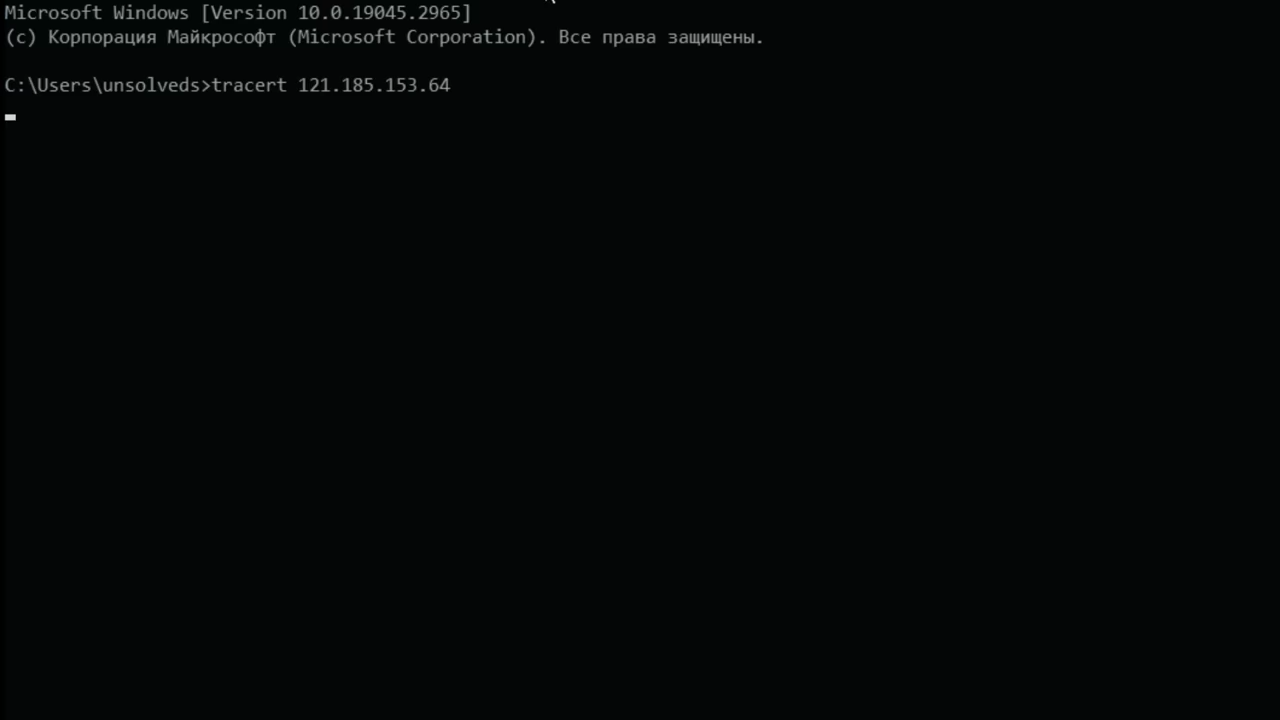 Microsoft Windows [Version 10.0.19045.2965]
(c) Корпорация Майкрософт (Microsoft Corporation). Все права защищены.
C:\Users\unsolveds>tracert 121.185.153.64